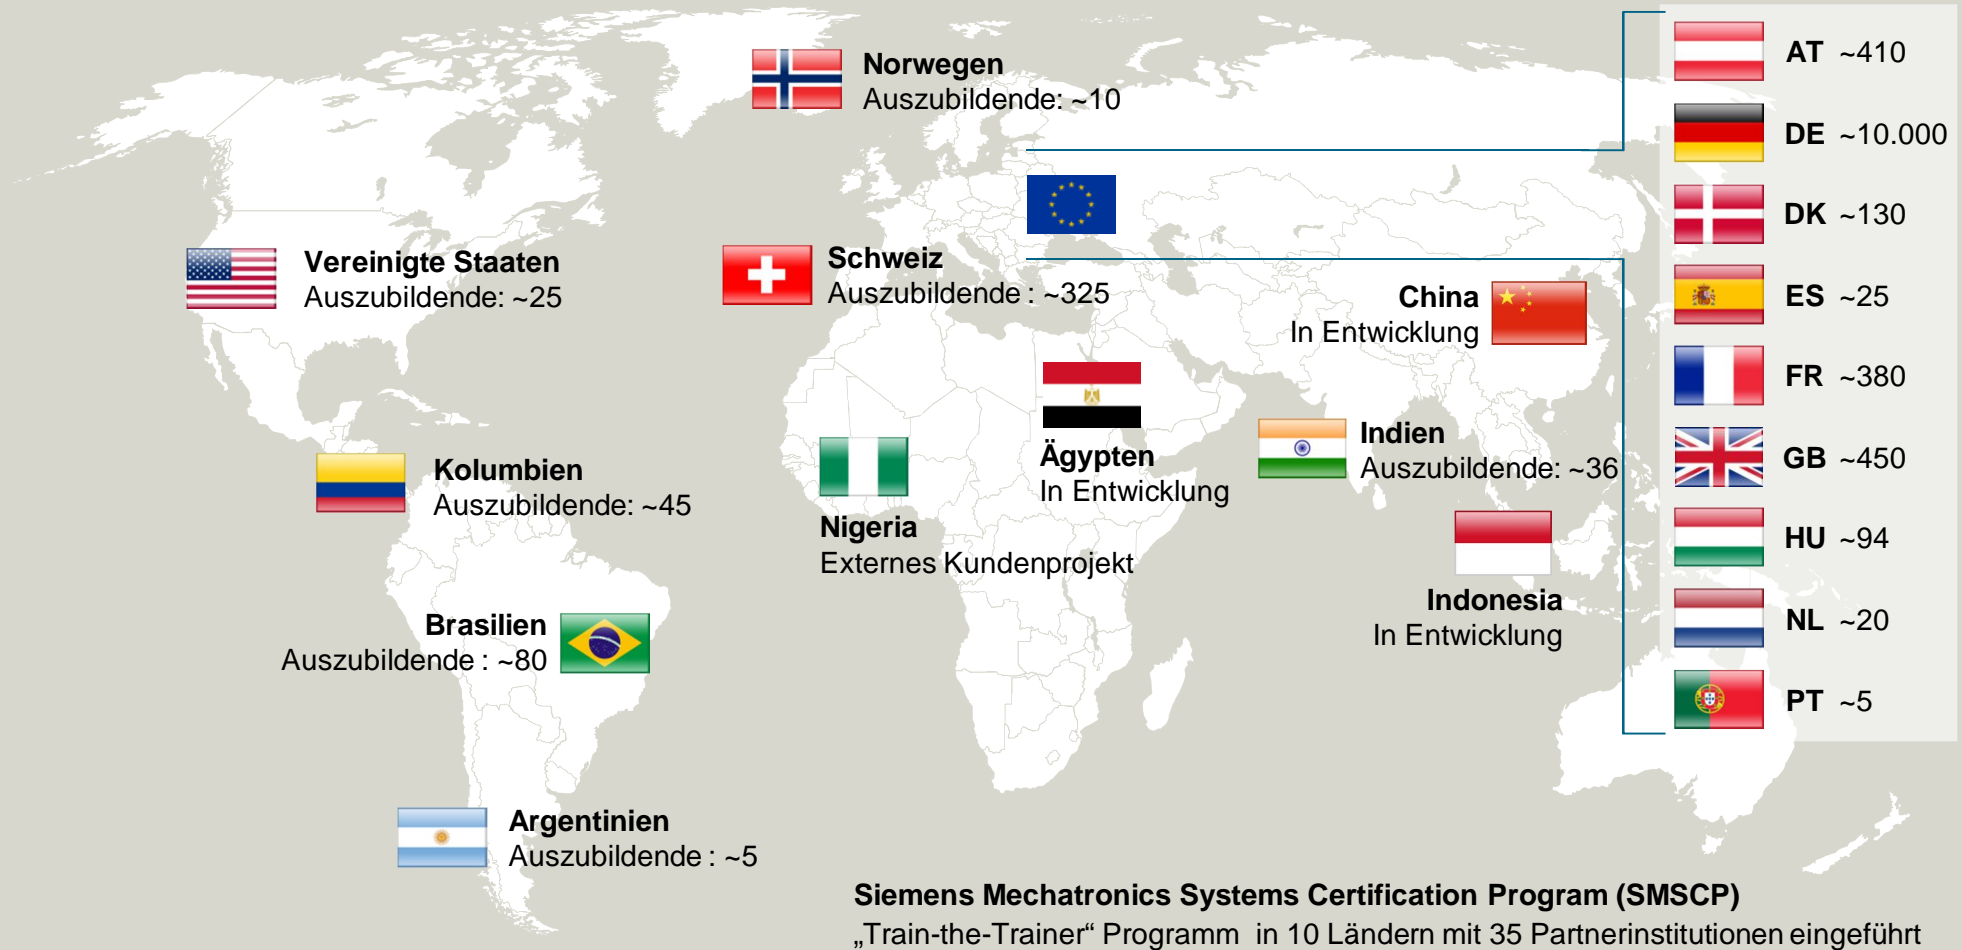 Norwegen
Auszubildende: ~10
Vereinigte Staaten
Auszubildende: ~25
Schweiz
Auszubildende : ~325
China
In Entwicklung
Kolumbien
Auszubildende: ~45
Nigeria
Externes Kundenprojekt
Ägypten
In Entwicklung
Indien
Auszubildende: ~36
Indonesia
In Entwicklung
Brasilien
Auszubildende : ~80
Argentinien
Auszubildende : ~5
AT ~410
DE ~10.000
DK ~130
ES ~25
FR ~380
GB ~450
HU ~94
NL ~20
PT ~5
Siemens Mechatronics Systems Certification Program (SMSCP)
„Train-the-Trainer“ Programm in 10 Ländern mit 35 Partnerinstitutionen eingeführt